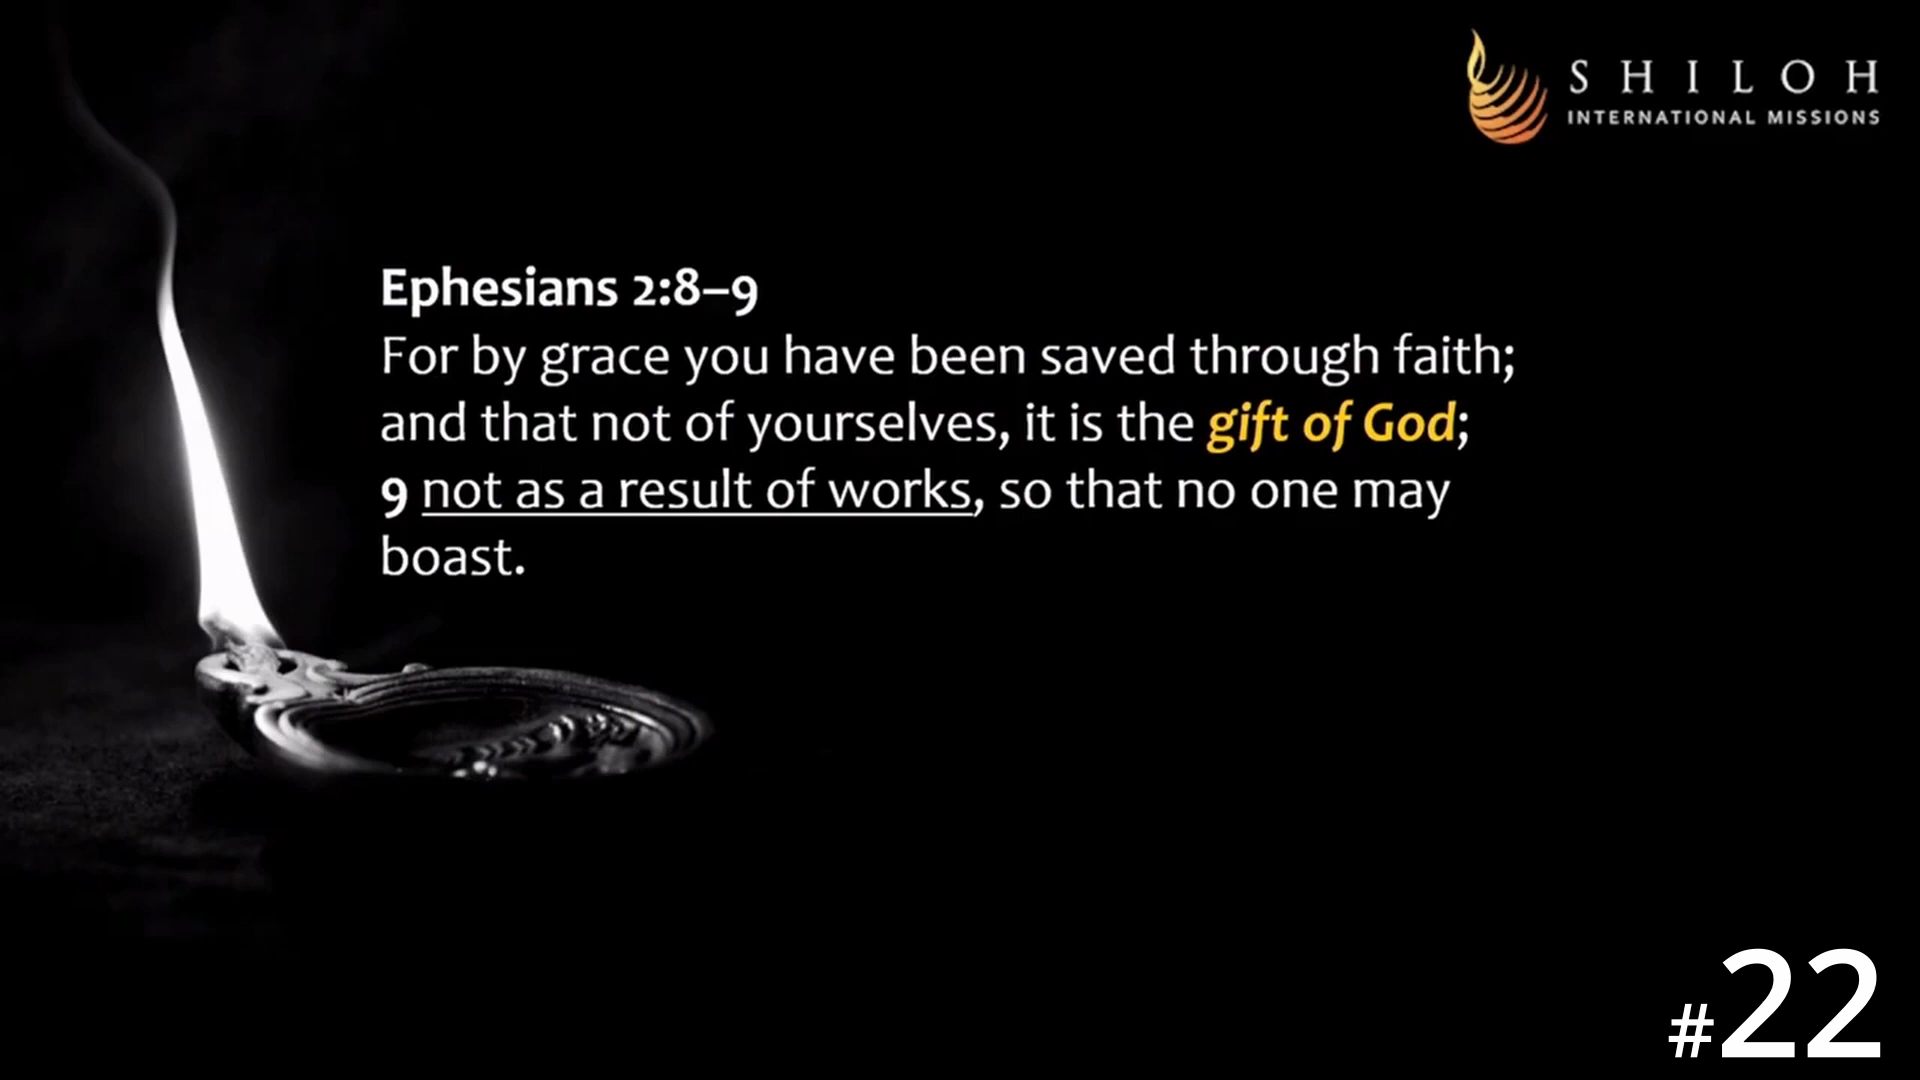 SHILOH
INTERNATIONAL MISSIONS
Ephesians 2:8–9
For by grace you have been saved through faith;
and that not of yourselves, it is the gift of God;
9 not as a result of works, so that no one may
boast.
#22